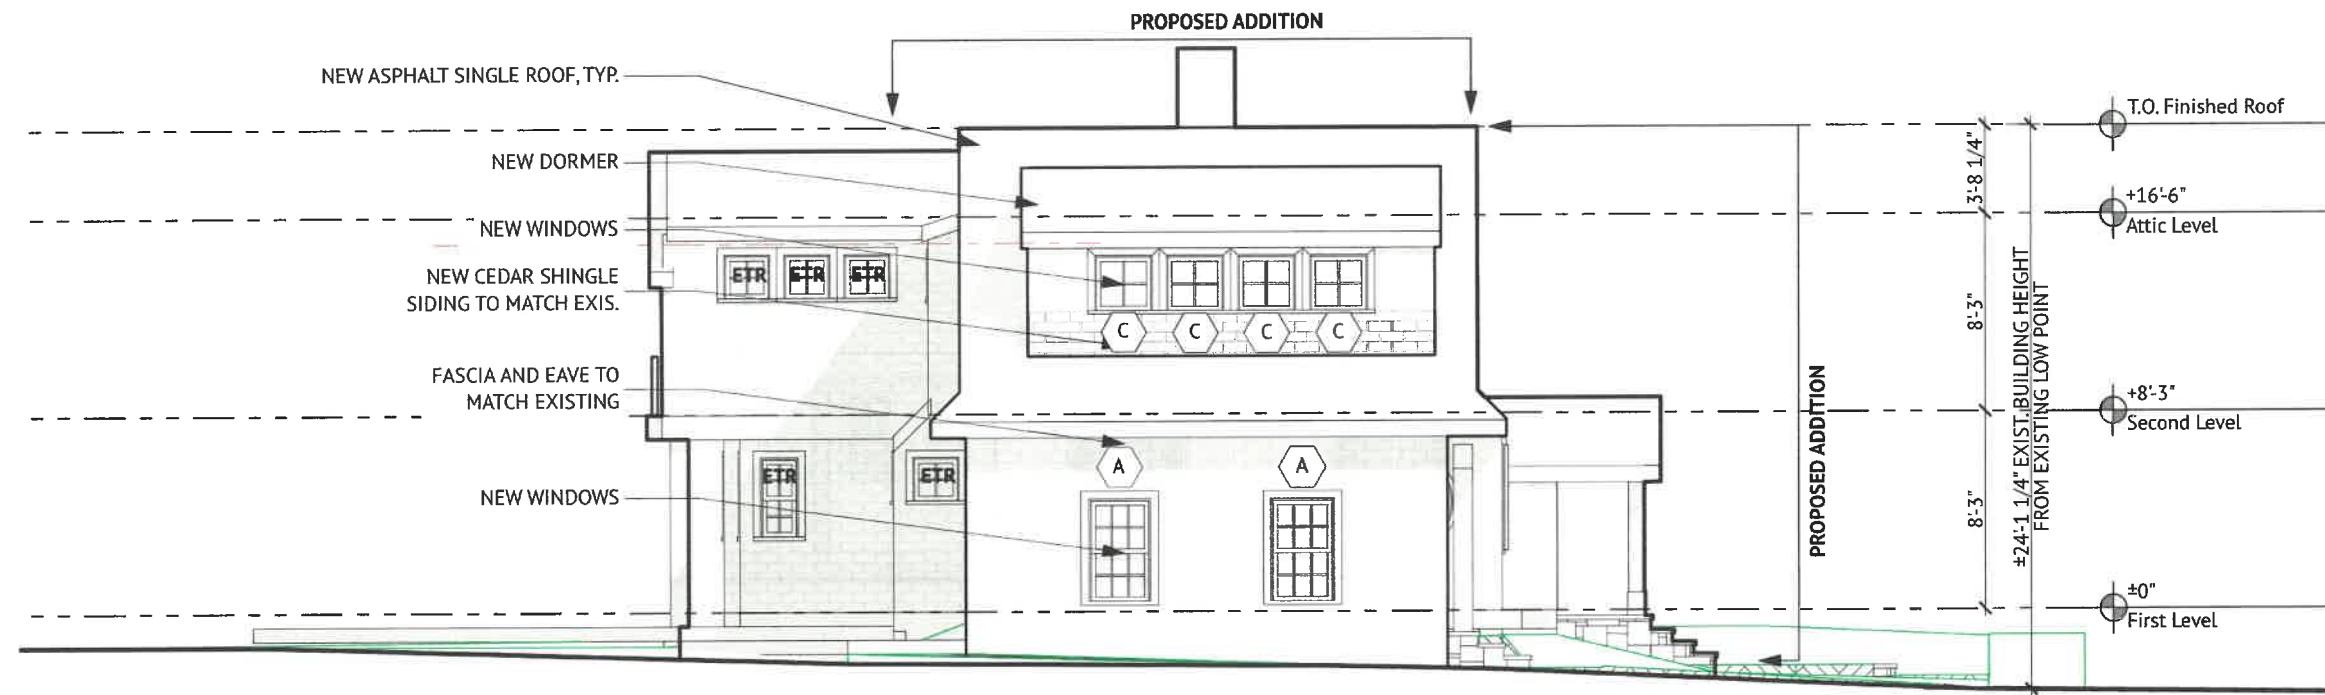 PROPOSED ADDITION
NEW ASPHALT SINGLE ROOF, TYP.
NEW DORMER
NEW WINDOWS
NEW CEDAR SHINGLE
SIDING TO MATCH EXIS.
FASCIA AND EAVE TO
MATCH EXISTING
NEW WINDOWS
ETR
ETR
ETR
ETR
ETR
C
C
C
C
A
A
PROPOSED ADDITION
3'-8 1/4"
8'-3"
8'-3"
±24'-1 1/4" EXIST. BUILDING HEIGHT
FROM EXISTING LOW POINT
T.O. Finished Roof
+16'-6"
Attic Level
+8'-3"
Second Level
±0"
First Level